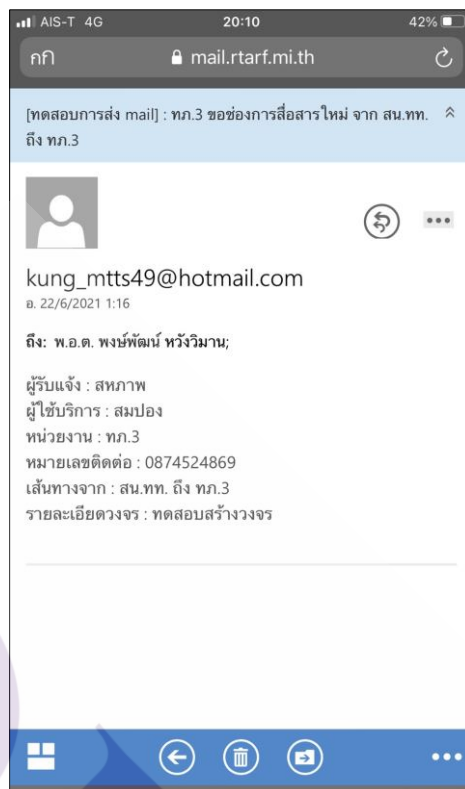 AIS-T 4G 20:10 42%
กกิ mail.rtarf.mi.th
[ทดสอบการส่ง mail] : ทภ.3 ขอช่องการสื่อสารใหม่ จาก สน.ทท.
ถึง ทภ.3
kung_mtts49@hotmail.com
อ. 22/6/2021 1:16
ถึง: พ.อ.ต. พงษ์พัฒน์ หวังวิมาน;
ผู้รับแจ้ง : สหภาพ
ผู้ใช้บริการ : สมปอง
หน่วยงาน : ทภ.3
หมายเลขติดต่อ : 0874524869
เส้นทางจาก : สน.ทท. ถึง ทภ.3
รายละเอียดวงจร : ทดสอบสร้างวงจร